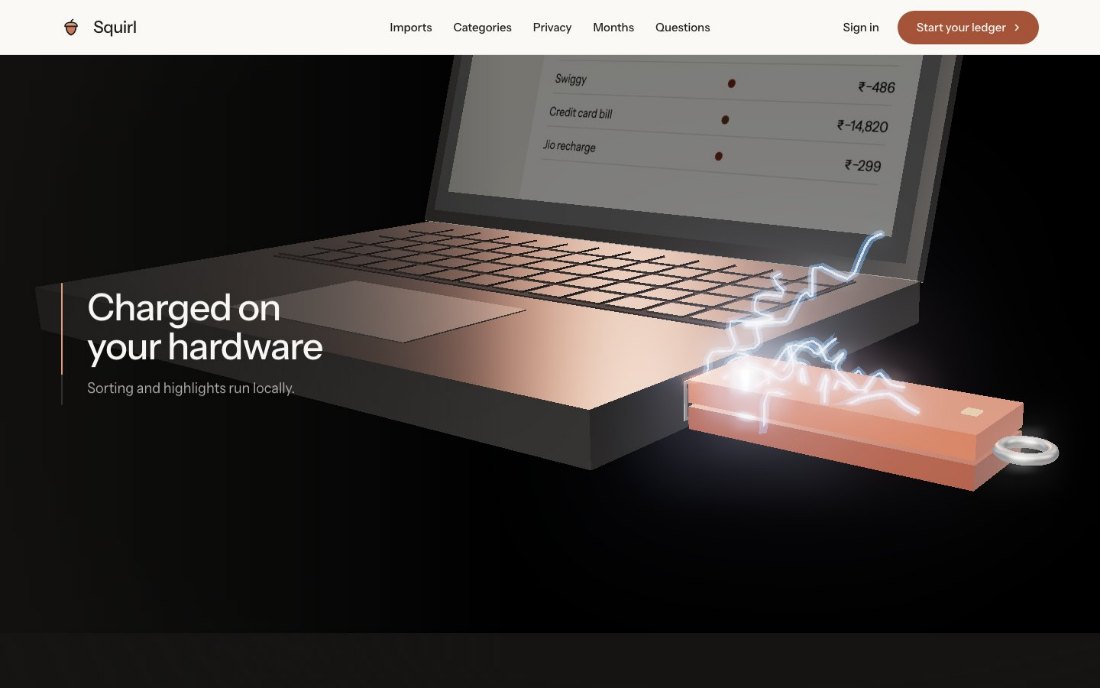 Squirl
Imports
Categories
Privacy
Months
Questions
Sign in
Start your ledger
Swiggy
₹−486
Credit card bill
₹−14,820
Jio recharge
₹−299
Charged on
your hardware
Sorting and highlights run locally.